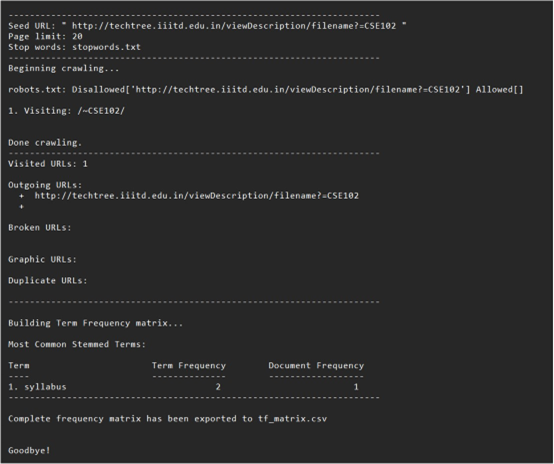 -----------------------------------------------------------------------
Seed URL: " http://techtree.iiitd.edu.in/viewDescription/filename?=CSE102 "
Page limit: 20
Stop words: stopwords.txt
-----------------------------------------------------------------------
Beginning crawling...
robots.txt: Disallowed['http://techtree.iiitd.edu.in/viewDescription/filename?=CSE102'] Allowed[]
1. Visiting: /~CSE102/
Done crawling.
-----------------------------------------------------------------------
Visited URLs: 1
Outgoing URLs:
+ http://techtree.iiitd.edu.in/viewDescription/filename?=CSE102
+
Broken URLs:
Graphic URLs:
Duplicate URLs:
-----------------------------------------------------------------------
Building Term Frequency matrix...
Most Common Stemmed Terms:
Term Term Frequency Document Frequency
---- -------------- ------------------
1. syllabus 2 1
-----------------------------------------------------------------------
Complete frequency matrix has been exported to tf_matrix.csv
Goodbye!